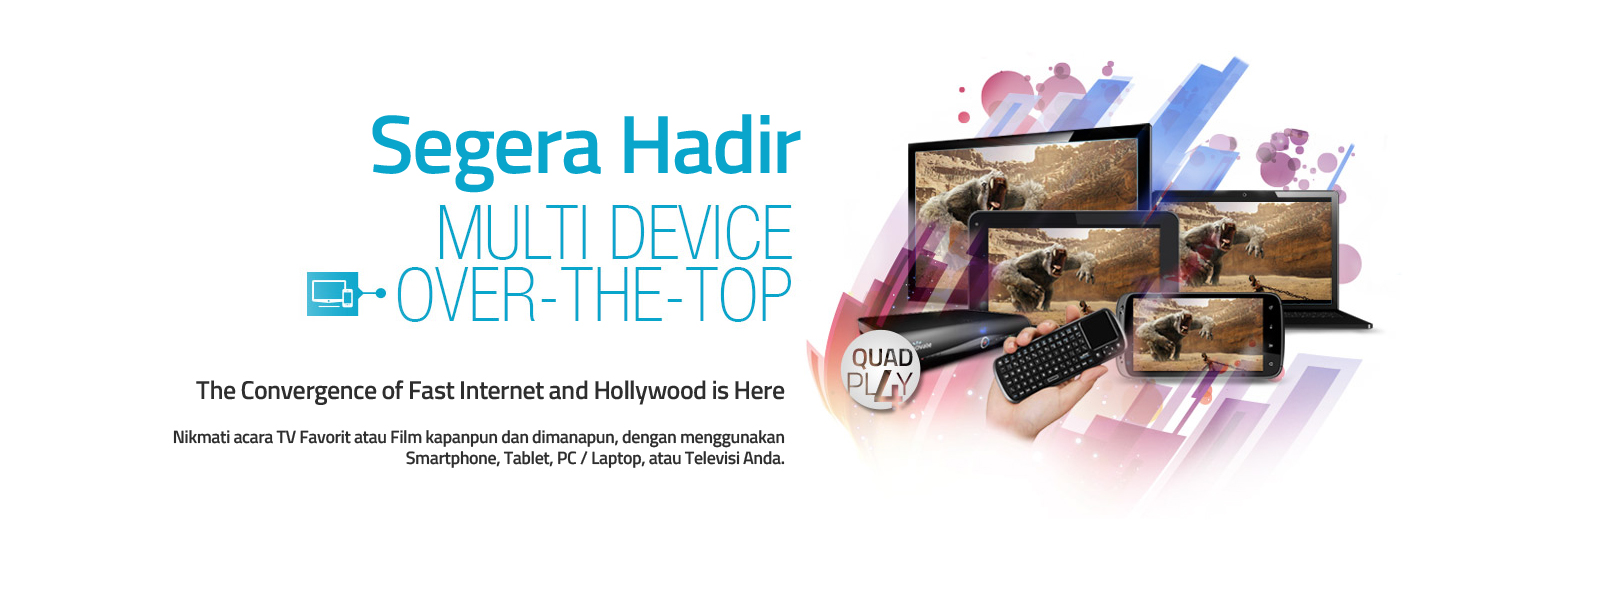 Segera Hadir
MULTI DEVICE
OVER-THE-TOP
The Convergence of Fast Internet and Hollywood is Here
Nikmati acara TV Favorit atau Film kapanpun dan dimanapun, dengan menggunakan
Smartphone, Tablet, PC / Laptop, atau Televisi Anda.
QUAD
PL4Y